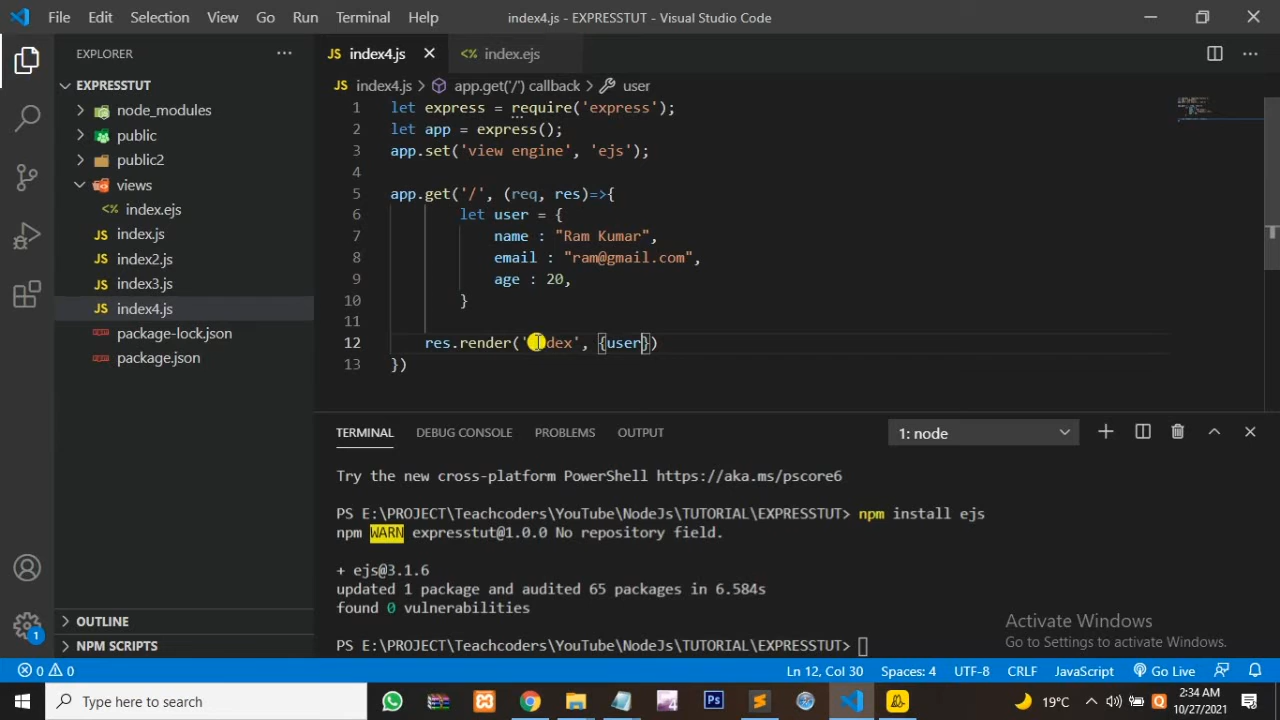 File Edit Selection View Go Run Terminal Help
index4.js - EXPRESSTUT - Visual Studio Code
EXPLORER
JS index4.js
<% index.ejs
EXPRESSTUT
node_modules
public
public2
views
<% index.ejs
JS index.js
JS index2.js
JS index3.js
JS index4.js
package-lock.json
package.json
OUTLINE
NPM SCRIPTS
JS index4.js > app.get('/') callback > user
1 let express = require('express');
2 let app = express();
3 app.set('view engine', 'ejs');
4
5 app.get('/', (req, res)=>{
6 let user = {
7 name : "Ram Kumar",
8 email : "ram@gmail.com",
9 age : 20,
10 }
11
12 res.render('index', {user})
13 })
TERMINAL DEBUG CONSOLE PROBLEMS OUTPUT
1: node
Try the new cross-platform PowerShell https://aka.ms/pscore6
PS E:\PROJECT\Teachcoders\YouTube\NodeJs\TUTORIAL\EXPRESSTUT> npm install ejs
npm WARN expresstut@1.0.0 No repository field.
+ ejs@3.1.6
updated 1 package and audited 65 packages in 6.584s
found 0 vulnerabilities
PS E:\PROJECT\Teachcoders\YouTube\NodeJs\TUTORIAL\EXPRESSTUT>
Activate Windows
Go to Settings to activate Windows.
1
0 0
Ln 12, Col 30 Spaces: 4 UTF-8 CRLF JavaScript Go Live
Type here to search
Ps
19°C
2:34 AM
10/27/2021